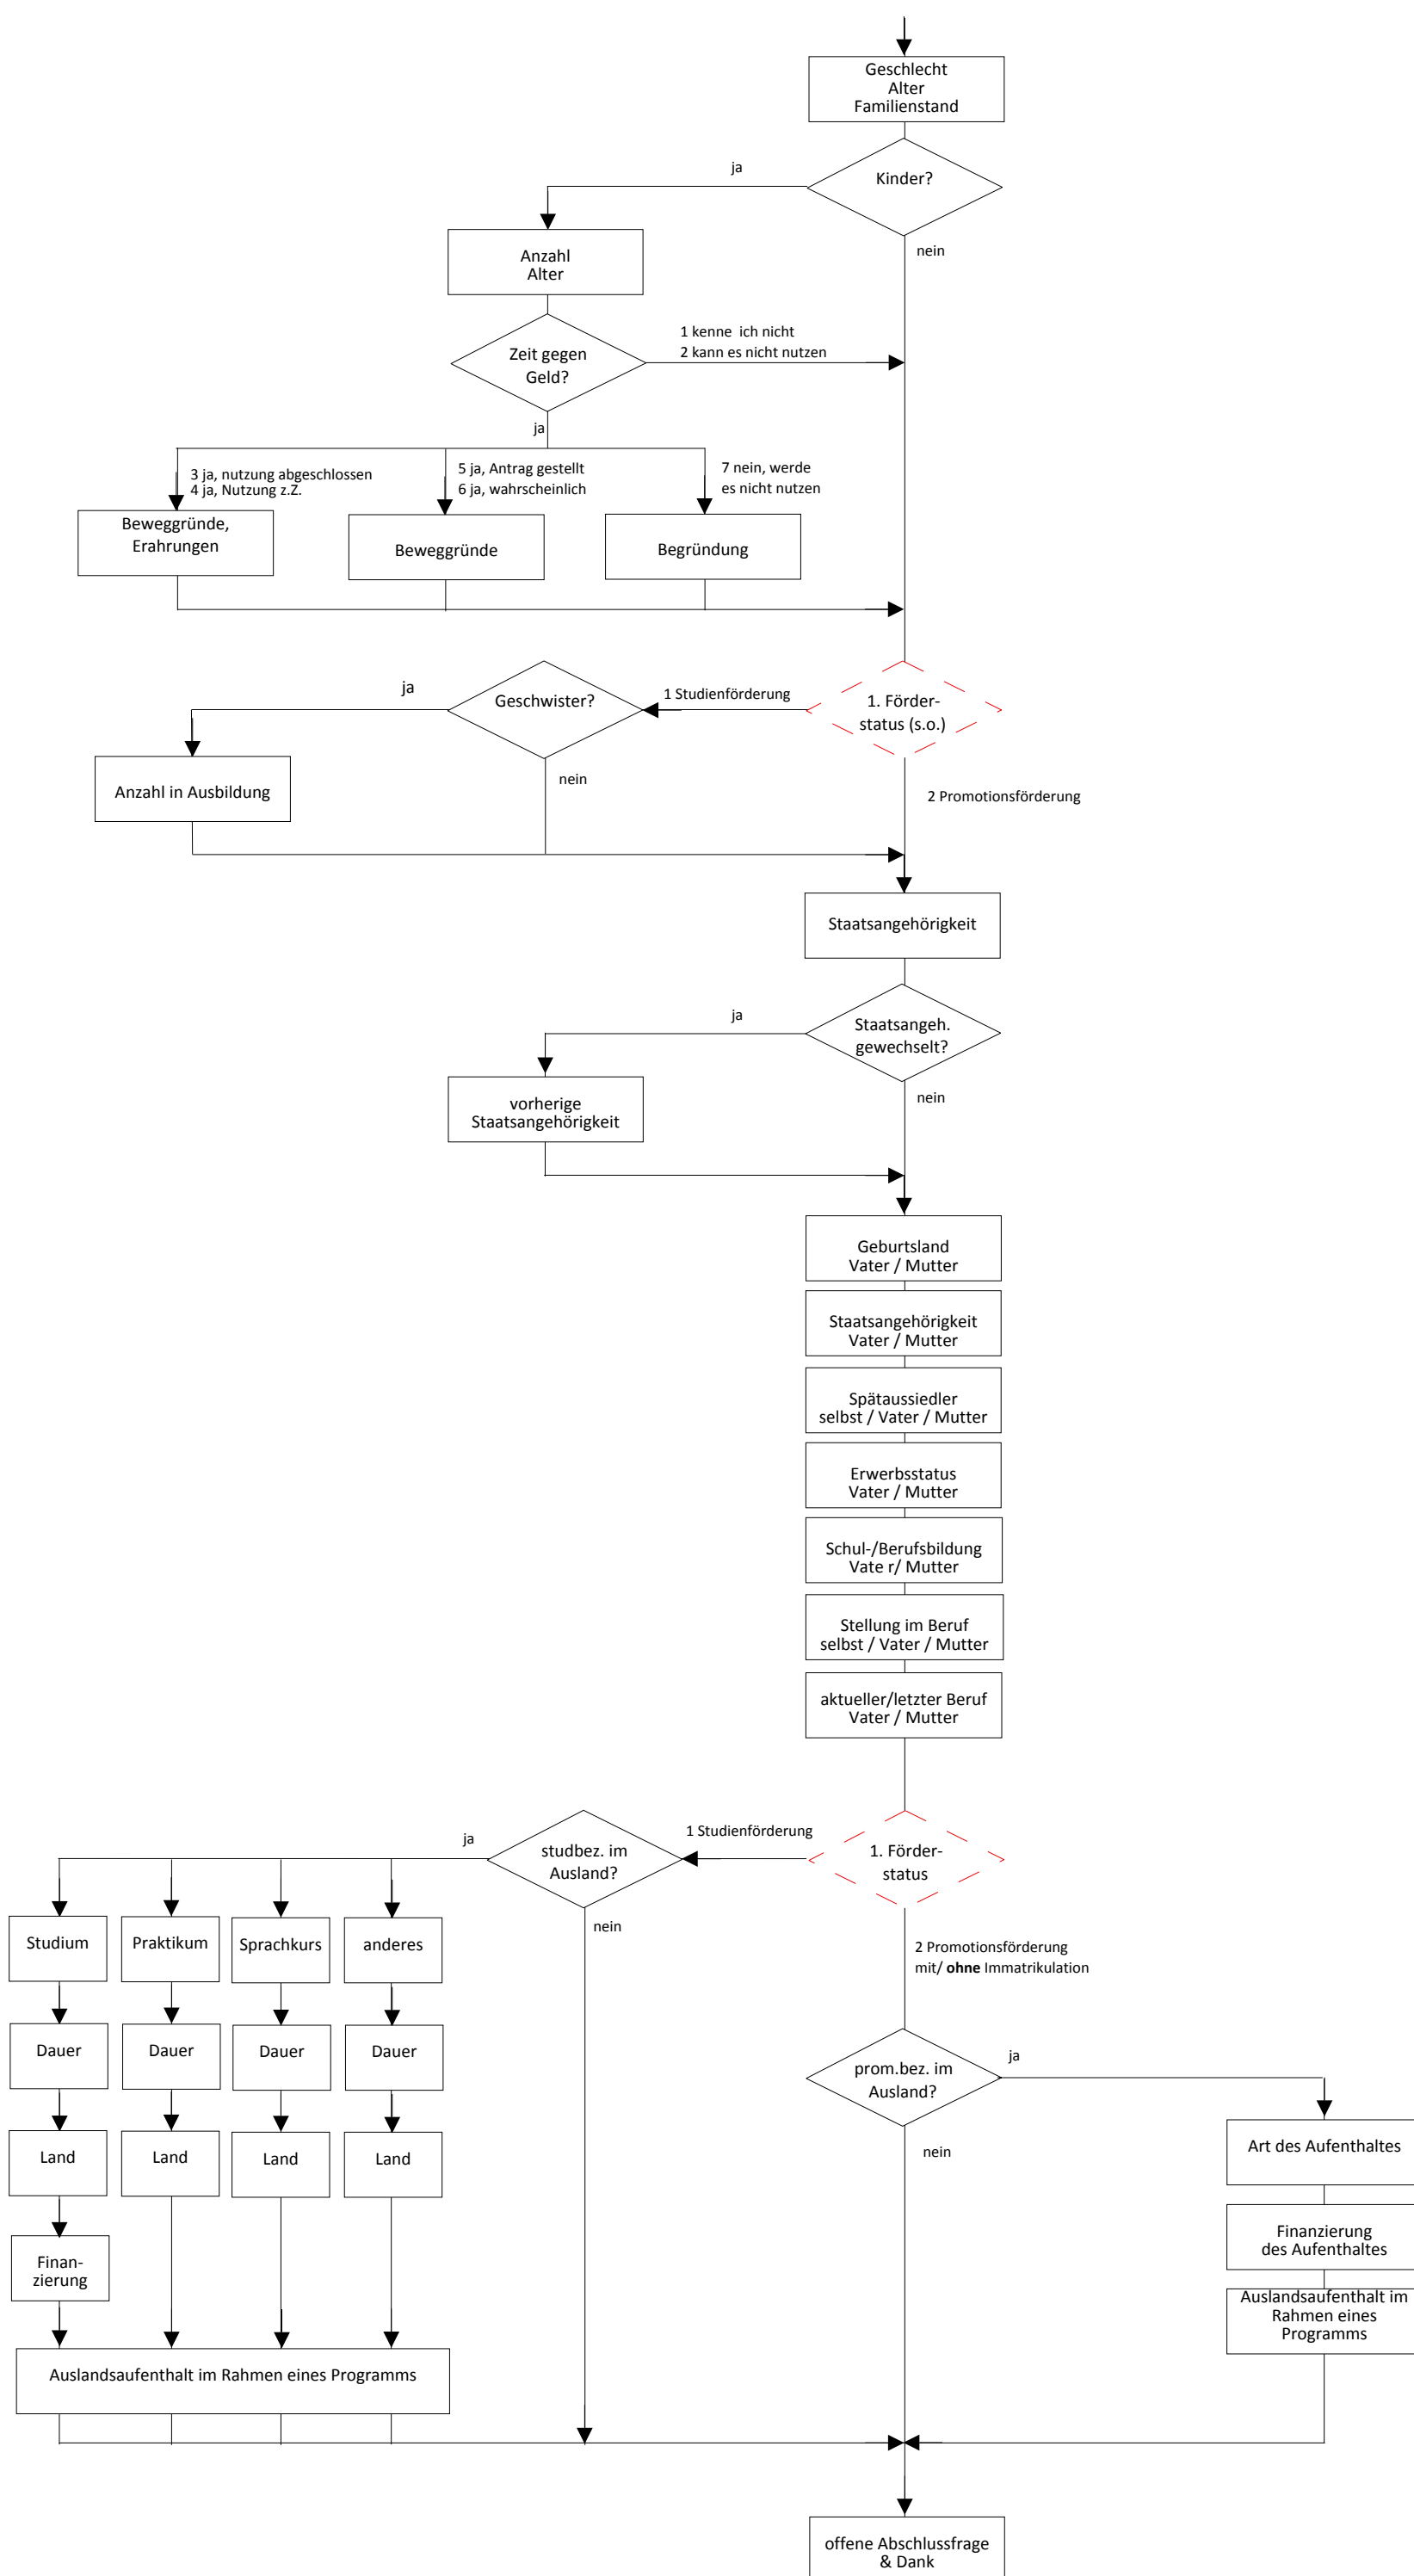 Geschlecht
Alter
Familienstand
ja
Kinder?
nein
Anzahl
Alter
1 kenne ich nicht
2 kann es nicht nutzen
Zeit gegen
Geld?
ja
3 ja, nutzung abgeschlossen
4 ja, Nutzung z.Z.
5 ja, Antrag gestellt
6 ja, wahrscheinlich
7 nein, werde
es nicht nutzen
Beweggründe,
Erahrungen
Beweggründe
Begründung
ja
Geschwister?
1 Studienförderung
1. Förder-
status (s.o.)
nein
Anzahl in Ausbildung
2 Promotionsförderung
Staatsangehörigkeit
ja
Staatsangeh.
gewechselt?
nein
vorherige
Staatsangehörigkeit
Geburtsland
Vater / Mutter
Staatsangehörigkeit
Vater / Mutter
Spätaussiedler
selbst / Vater / Mutter
Erwerbsstatus
Vater / Mutter
Schul-/Berufsbildung
Vate r/ Mutter
Stellung im Beruf
selbst / Vater / Mutter
aktueller/letzter Beruf
Vater / Mutter
ja
studbez. im
Ausland?
1 Studienförderung
1. Förder-
status
nein
Studium
Praktikum
Sprachkurs
anderes
2 Promotionsförderung
mit/ ohne Immatrikulation
Dauer
Dauer
Dauer
Dauer
prom.bez. im
Ausland?
ja
nein
Land
Land
Land
Land
Art des Aufenthaltes
Finan-
zierung
Finanzierung
des Aufenthaltes
Auslandsaufenthalt im
Rahmen eines
Programms
Auslandsaufenthalt im Rahmen eines Programms
offene Abschlussfrage
& Dank